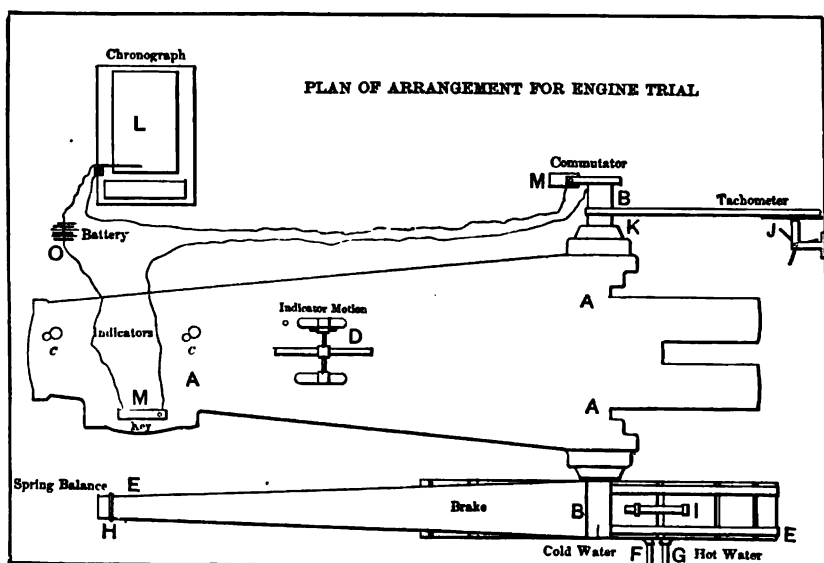 Chronograph
PLAN OF ARRANGEMENT FOR ENGINE TRIAL
L
Commutator
M
B
Tachometer
K
J
Battery
O
A
Indicator Motion
D
Indicators
c
c
A
M
Key
A
Spring Balance
E
Brake
B
I
H
E
Cold Water
F
G
Hot Water